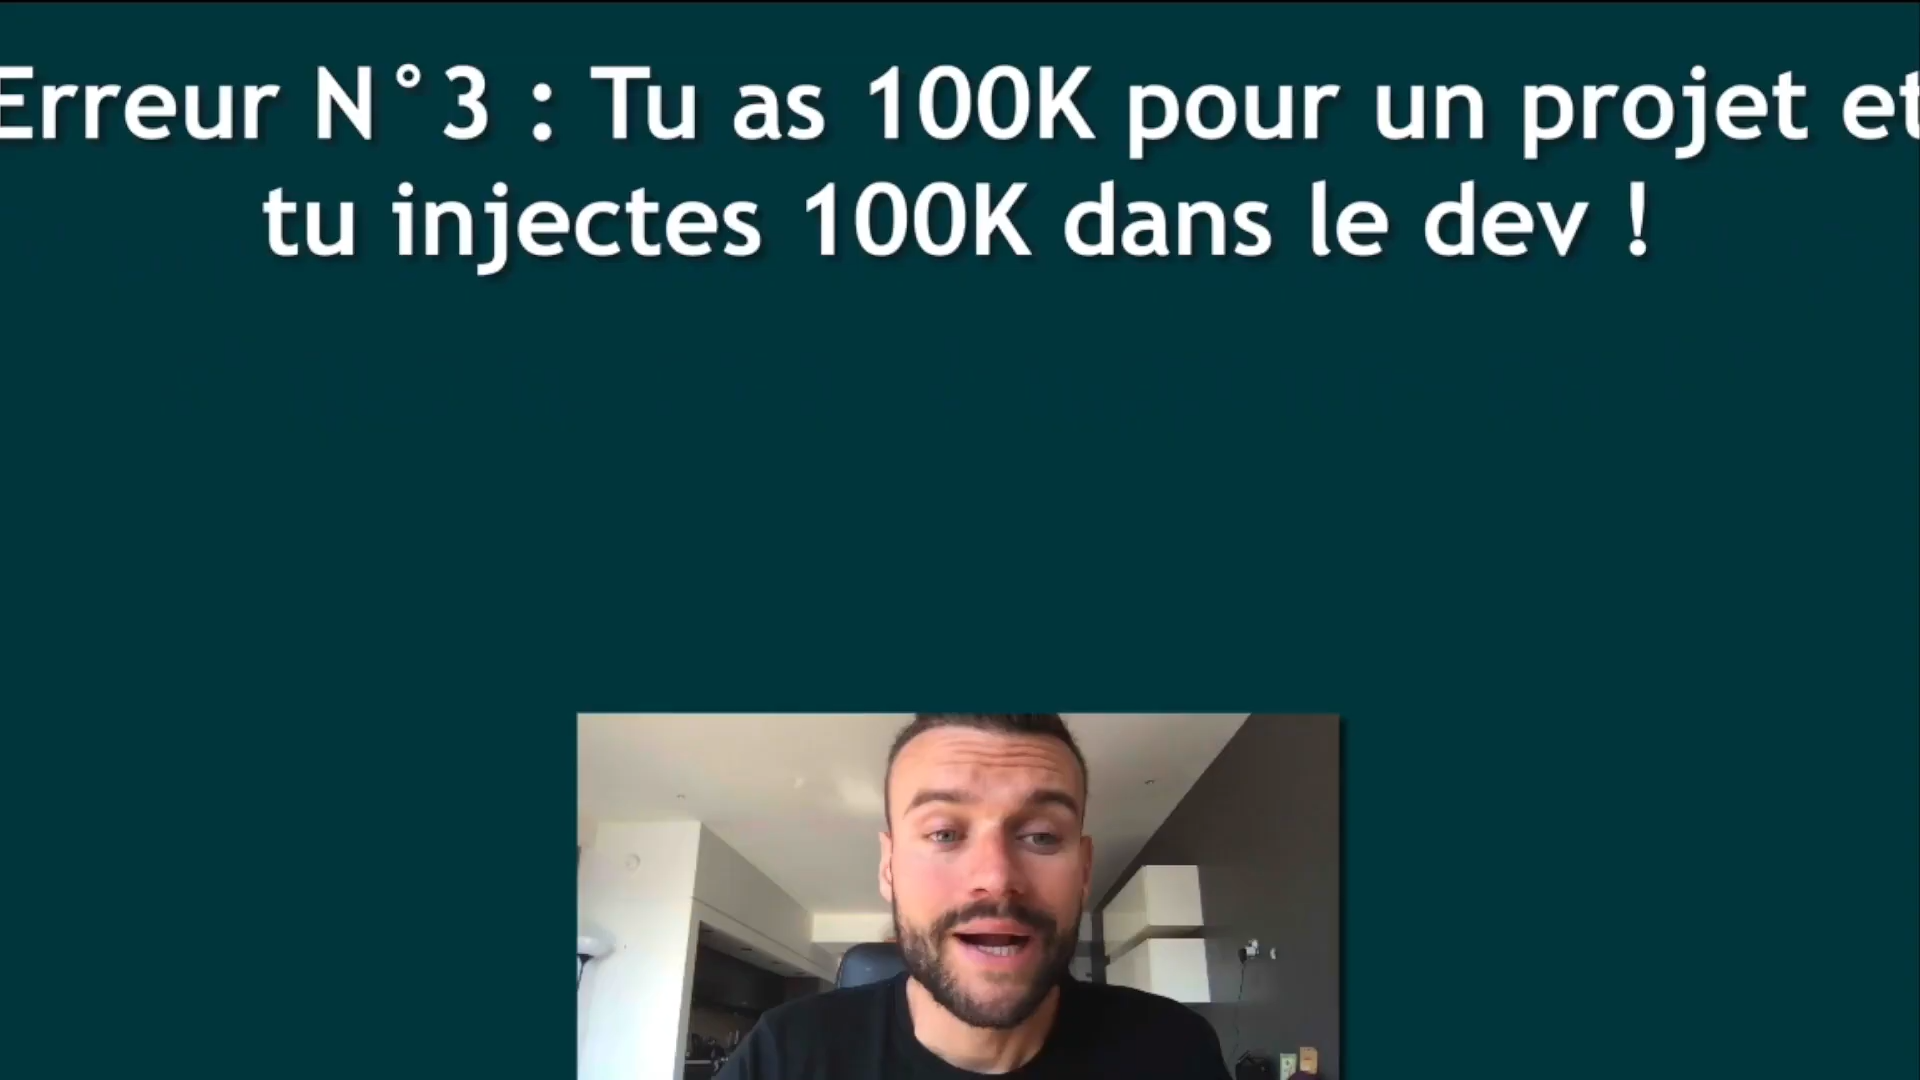 Erreur N°3 : Tu as 100K pour un projet et
tu injectes 100K dans le dev !